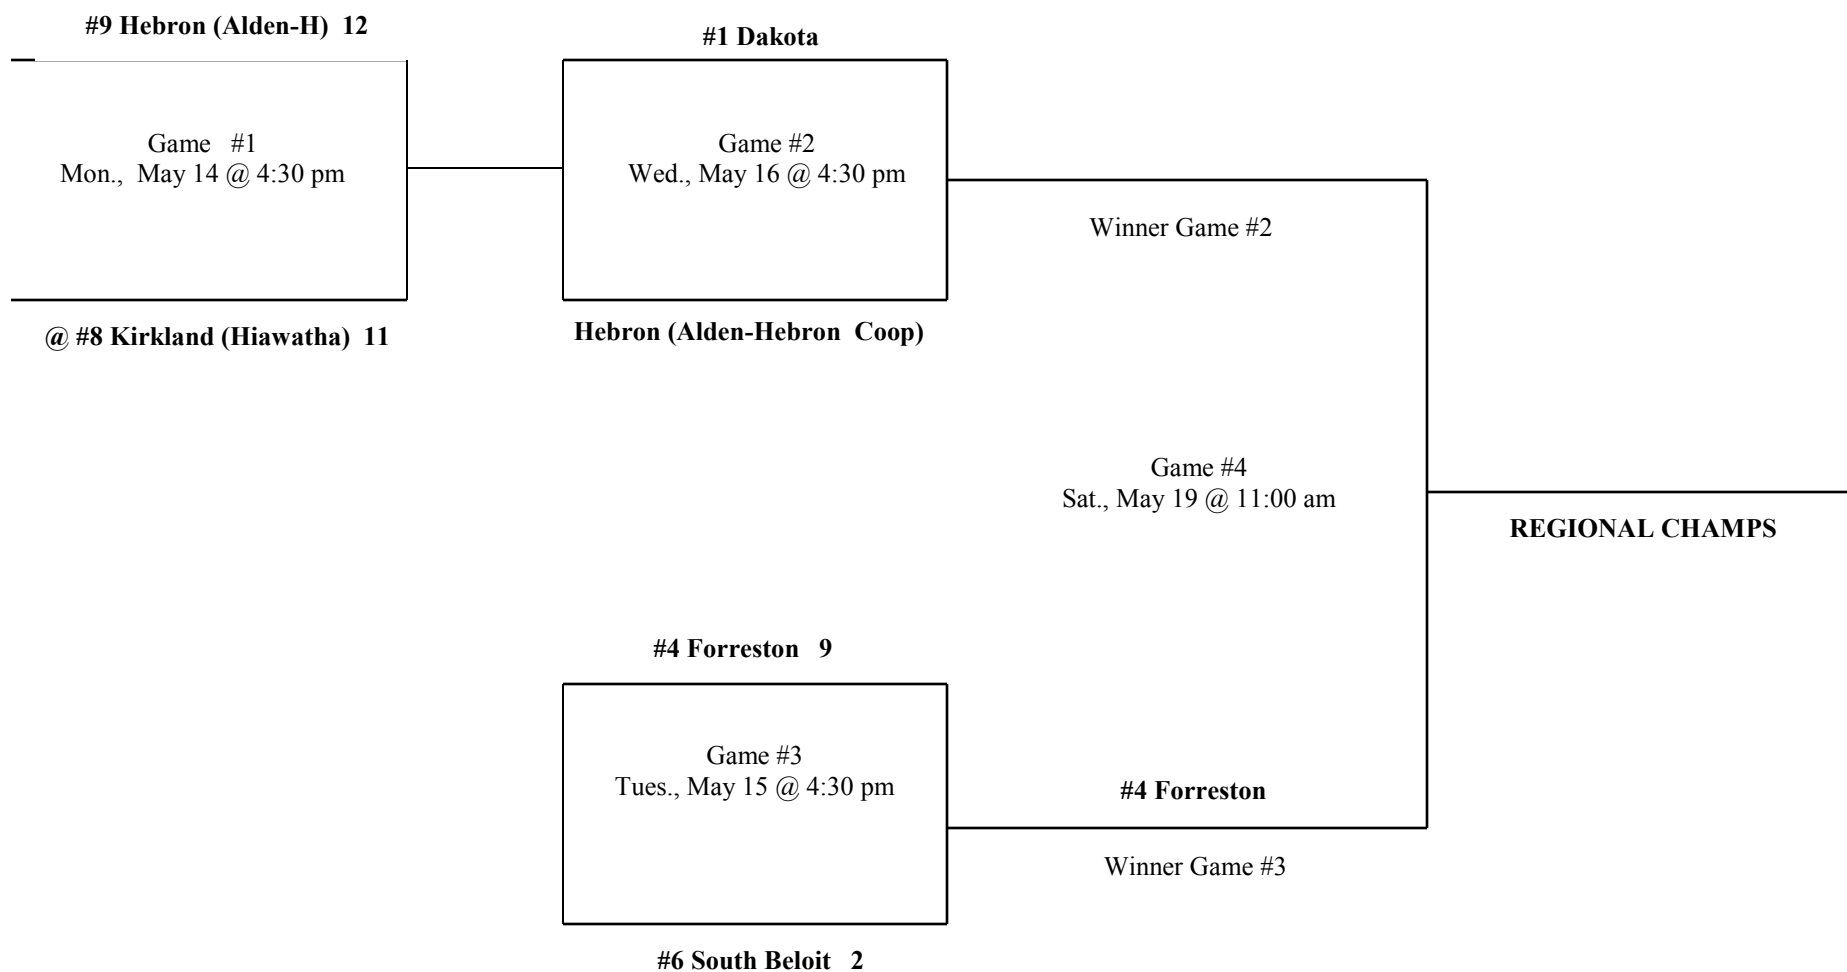 #9 Hebron (Alden-H)  12
#1 Dakota
Game   #1
Mon.,  May 14 @ 4:30 pm
Game #2
Wed., May 16 @ 4:30 pm
Winner Game #2
@ #8 Kirkland (Hiawatha)  11
Hebron (Alden-Hebron  Coop)
Game #4
Sat., May 19 @ 11:00 am
REGIONAL CHAMPS
#4 Forreston   9
Game #3
Tues., May 15 @ 4:30 pm
#4 Forreston
Winner Game #3
#6 South Beloit   2